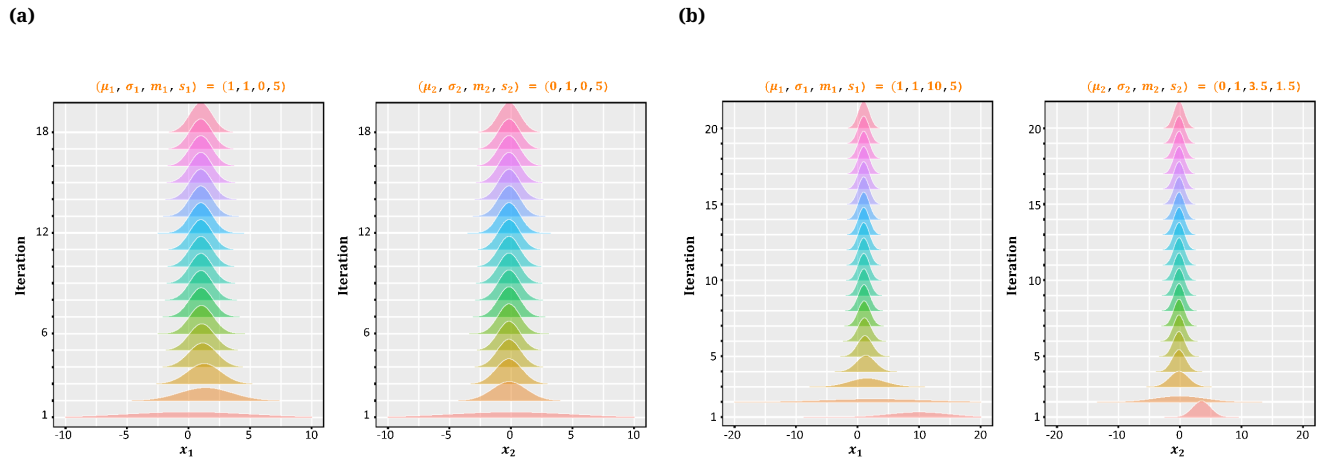 (a)
(b)
(μ₁, σ₁, m₁, s₁) = (1,1,0,5)
(μ₂, σ₂, m₂, s₂) = (0,1,0,5)
(μ₁, σ₁, m₁, s₁) = (1,1,10,5)
(μ₂, σ₂, m₂, s₂) = (0,1,3.5,1.5)
Iteration
18
12
6
1
-10
-5
0
5
10
x₁
Iteration
18
12
6
1
-10
-5
0
5
10
x₂
Iteration
20
15
10
5
1
-20
-10
0
10
20
x₁
Iteration
20
15
10
5
1
-20
-10
0
10
20
x₂